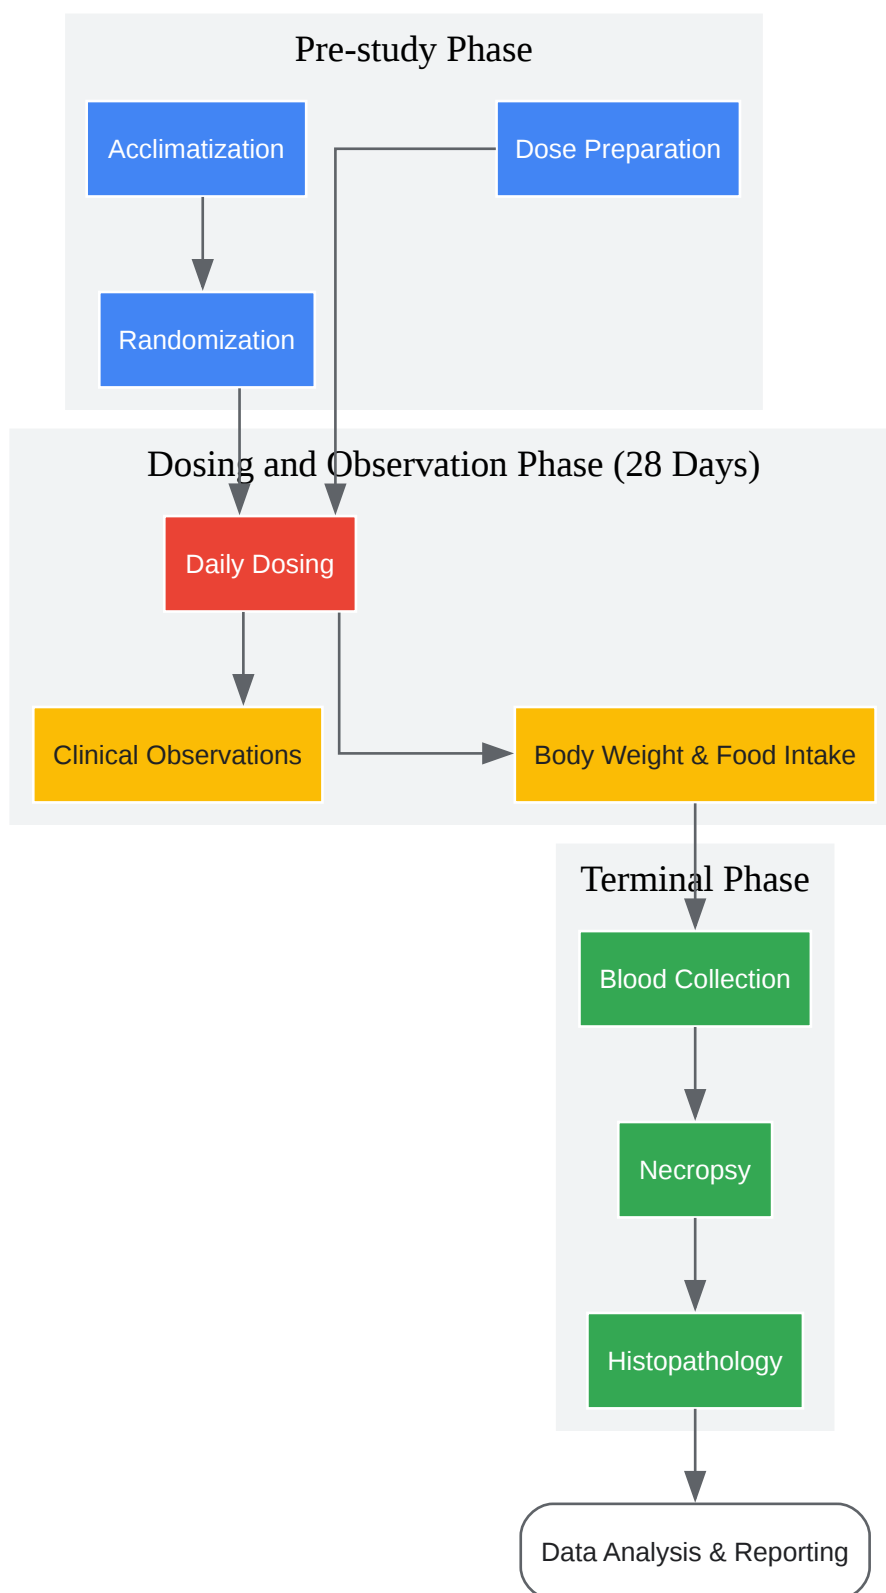 Pre-study Phase
Acclimatization
Dose Preparation
Randomization
Dosing and Observation Phase (28 Days)
Daily Dosing
Clinical Observations
Body Weight & Food Intake
Terminal Phase
Blood Collection
Necropsy
Histopathology
Data Analysis & Reporting